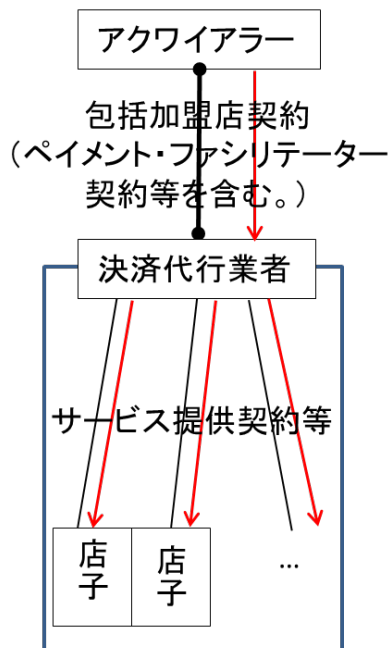 アクワイアラー
包括加盟店契約
（ペイメント・ファシリテーター
契約等を含む。）
決済代行業者
サービス提供契約等
店子
店子
…